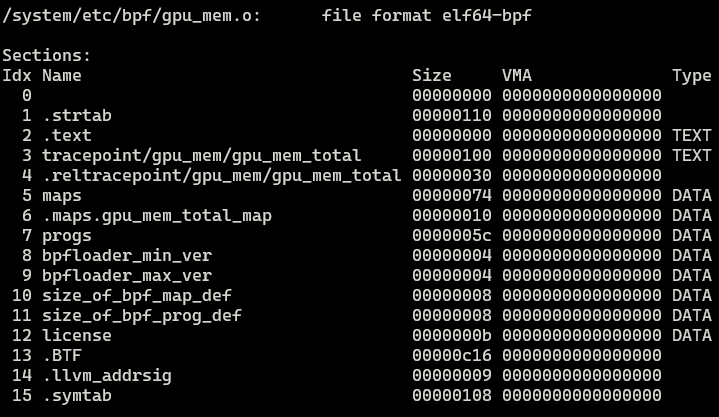 /system/etc/bpf/gpu_mem.o:      file format elf64-bpf

Sections:
Idx Name                                Size     VMA              Type
  0                                     00000000 0000000000000000
  1 .strtab                             00000110 0000000000000000
  2 .text                               00000000 0000000000000000 TEXT
  3 tracepoint/gpu_mem/gpu_mem_total    00000100 0000000000000000 TEXT
  4 .reltracepoint/gpu_mem/gpu_mem_total 00000030 0000000000000000
  5 maps                                00000074 0000000000000000 DATA
  6 .maps.gpu_mem_total_map             00000010 0000000000000000 DATA
  7 progs                               0000005c 0000000000000000 DATA
  8 bpfloader_min_ver                   00000004 0000000000000000 DATA
  9 bpfloader_max_ver                   00000004 0000000000000000 DATA
 10 size_of_bpf_map_def                 00000008 0000000000000000 DATA
 11 size_of_bpf_prog_def                00000008 0000000000000000 DATA
 12 license                             0000000b 0000000000000000 DATA
 13 .BTF                                00000c16 0000000000000000
 14 .llvm_addrsig                       00000009 0000000000000000
 15 .symtab                             00000108 0000000000000000